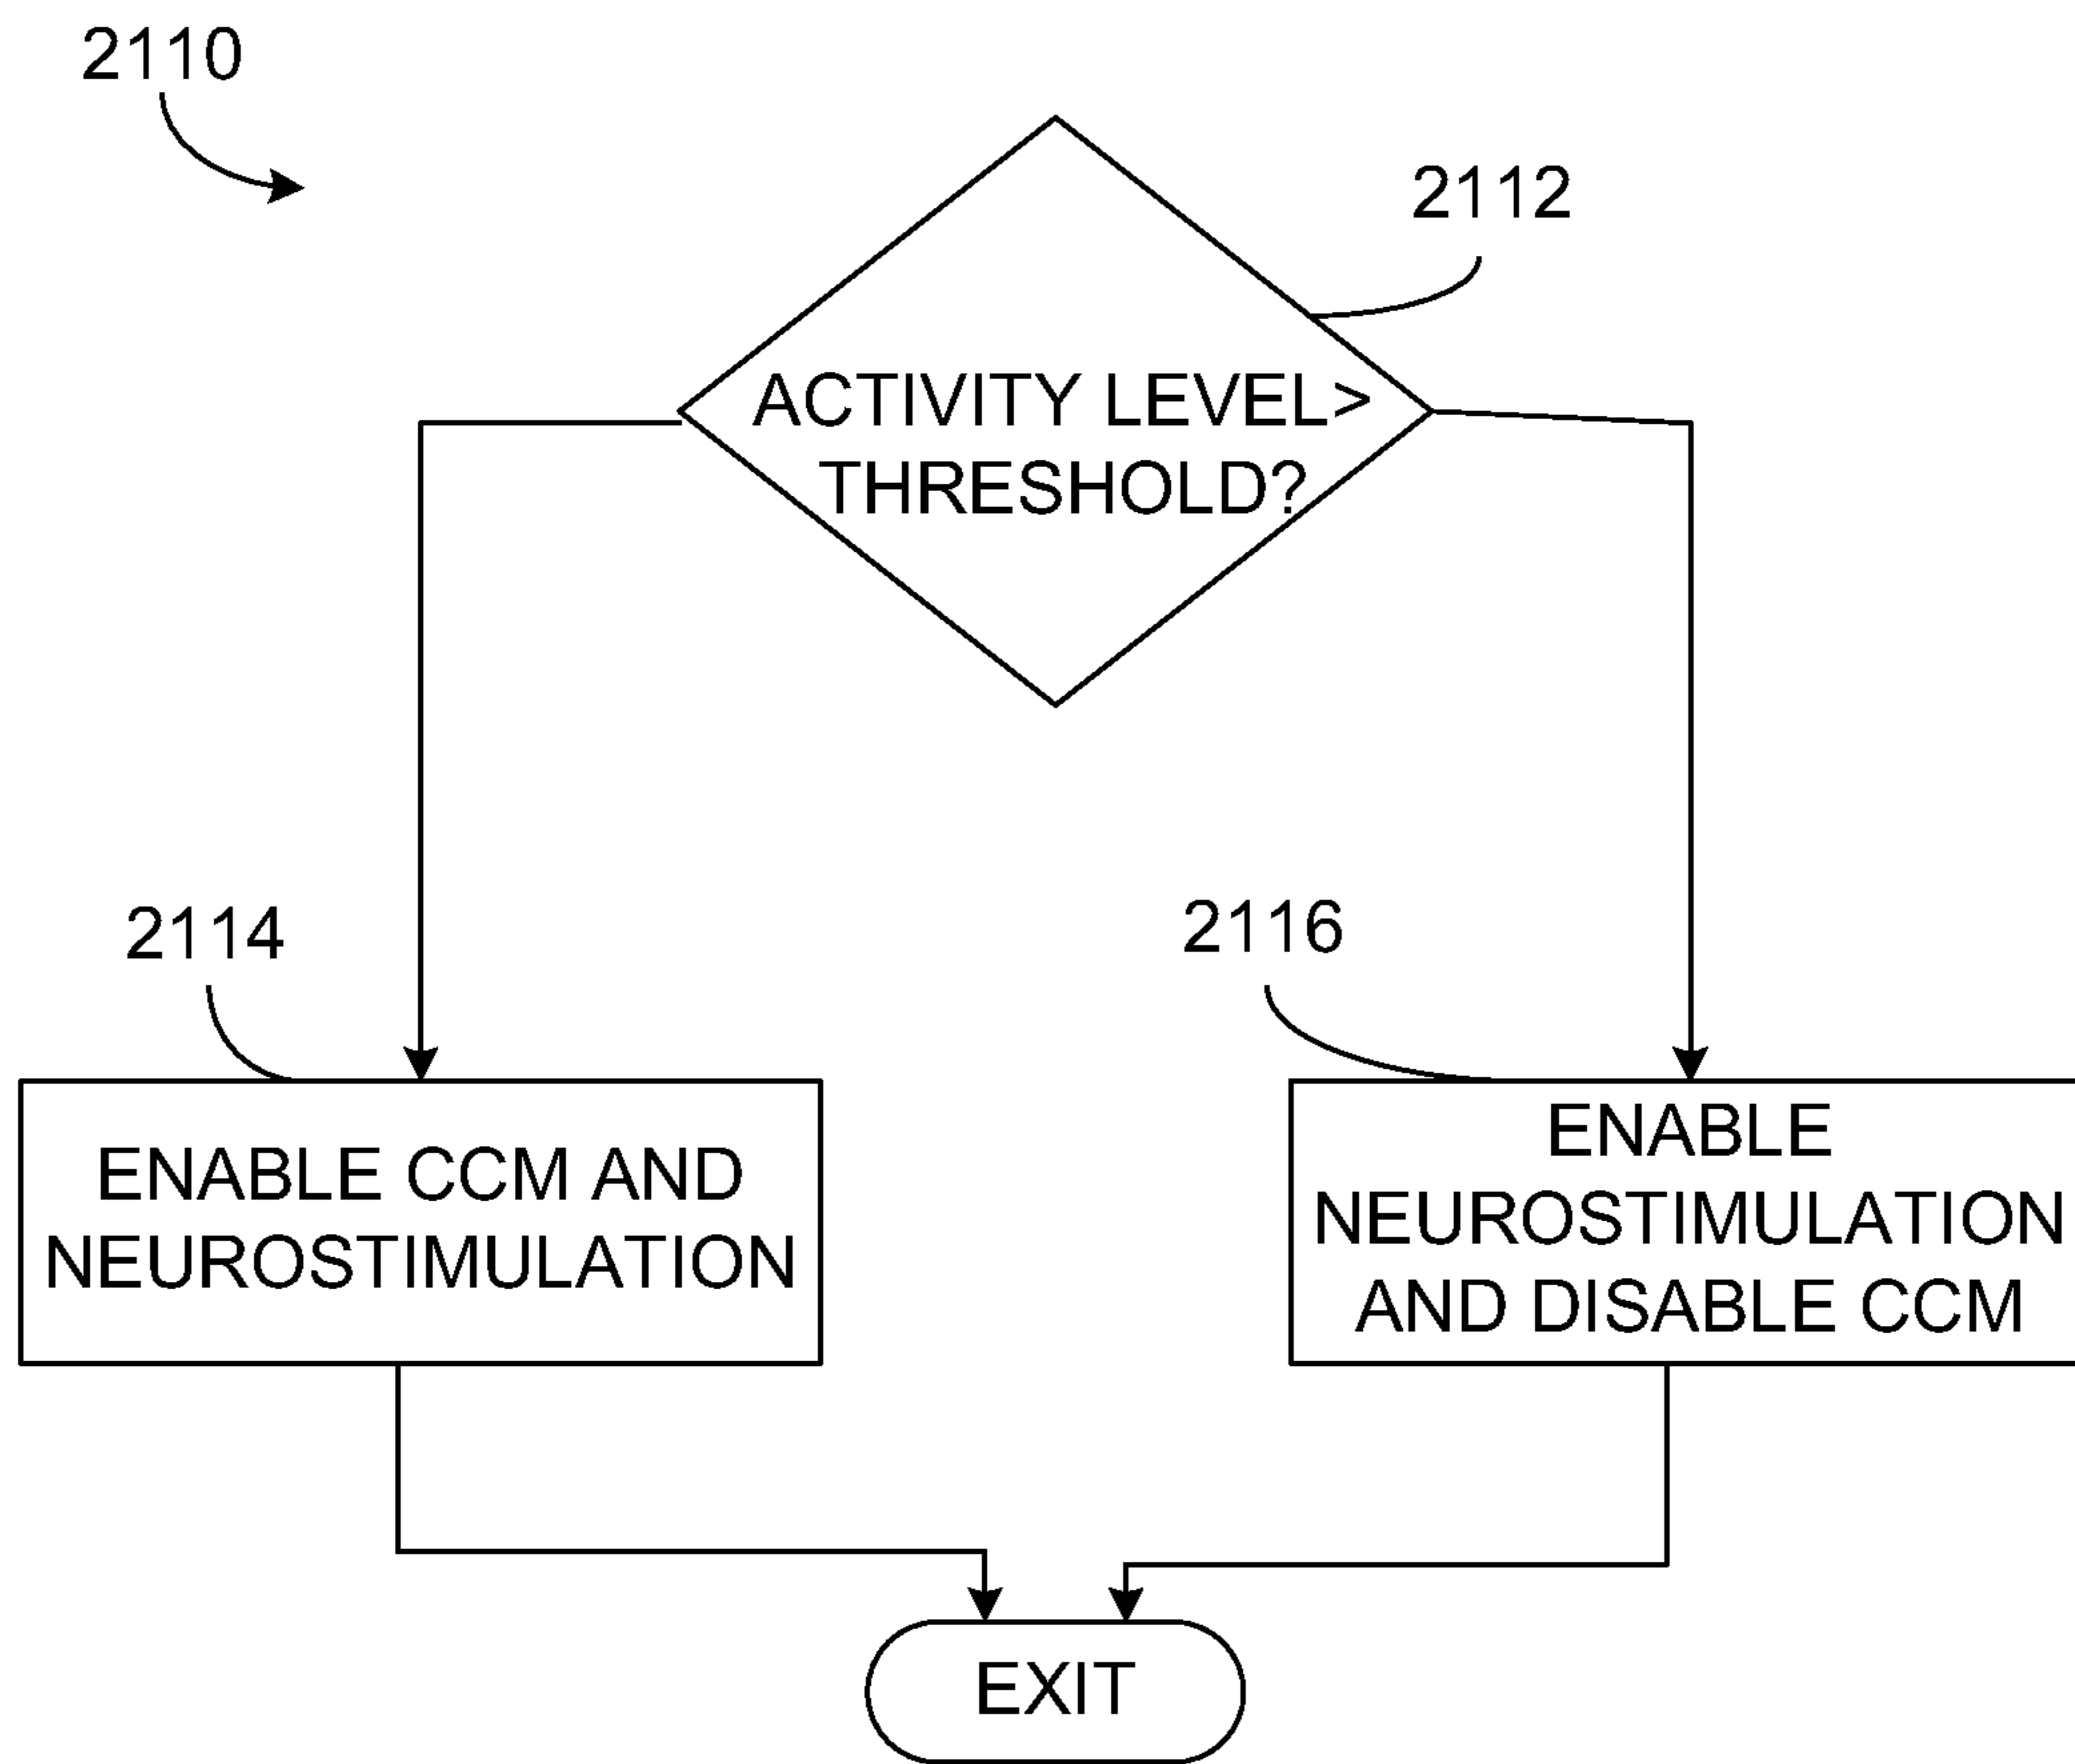 2110
2112
ACTIVITY LEVEL>
THRESHOLD?
2114
2116
ENABLE CCM AND
NEUROSTIMULATION
ENABLE
NEUROSTIMULATION
AND DISABLE CCM
EXIT